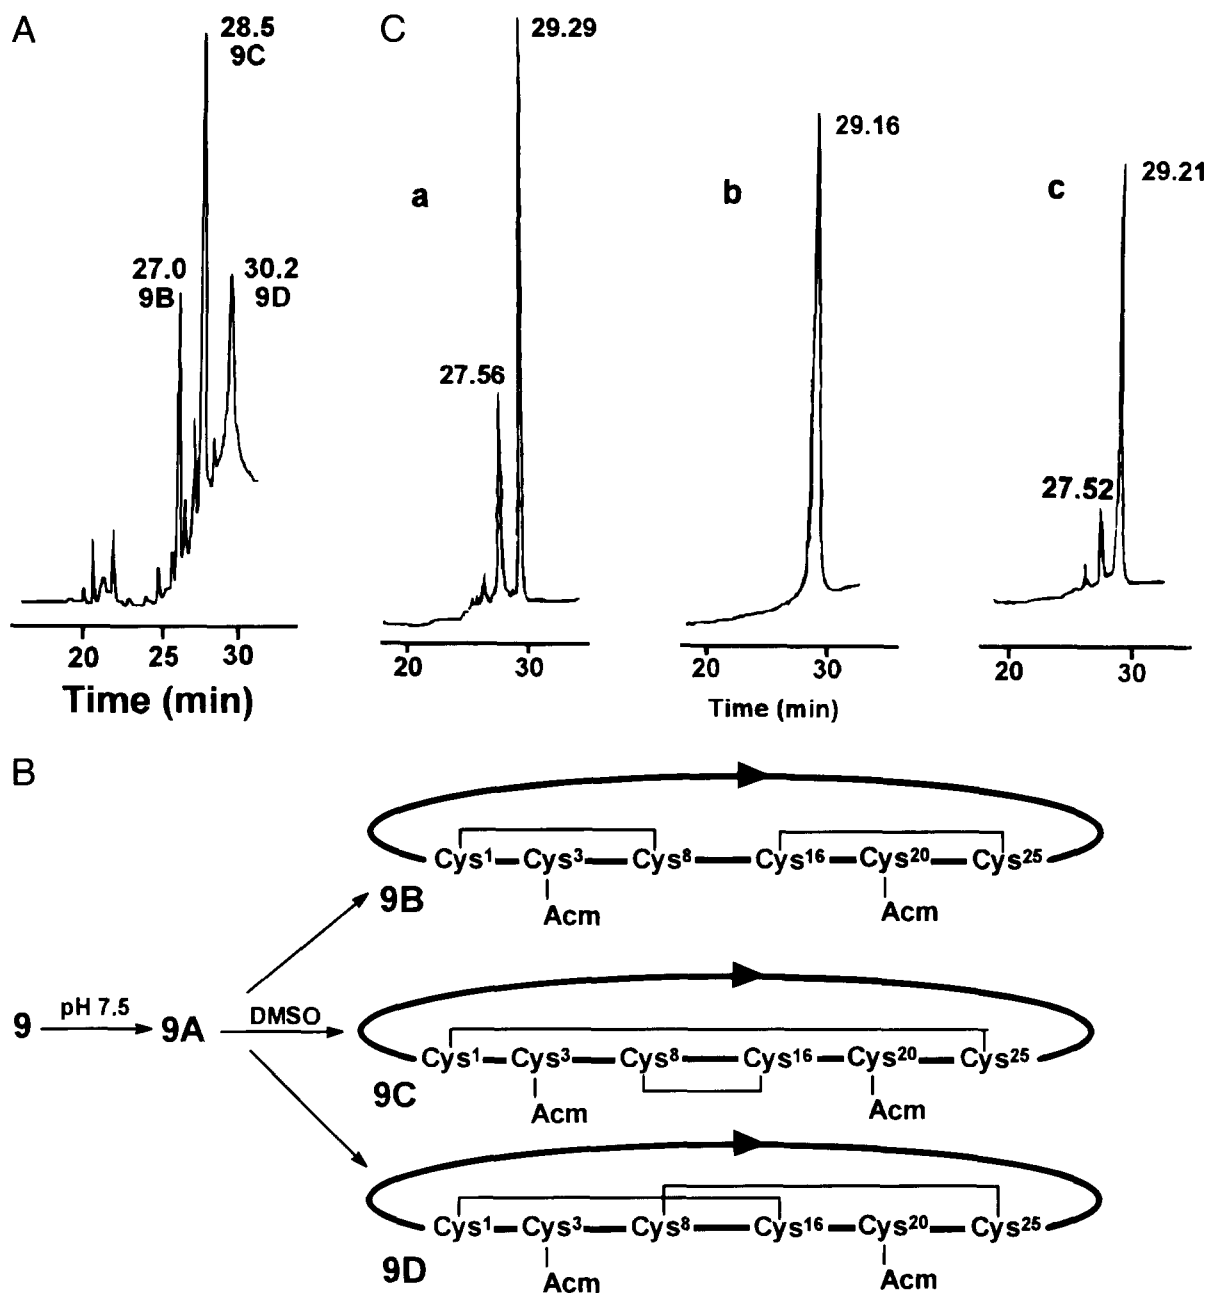 A
28.5
9C
27.0
9B
30.2
9D
20 25 30
Time (min)
C
29.29
a
27.56
20 30
29.16
b
20 30
Time (min)
29.21
c
27.52
20 30
B
Cys1 Cys3 Cys8 Cys16 Cys20 Cys25
9B
Acm Acm
9 pH 7.5 9A DMSO
Cys1 Cys3 Cys8 Cys16 Cys20 Cys25
9C
Acm Acm
Cys1 Cys3 Cys8 Cys16 Cys20 Cys25
9D
Acm Acm